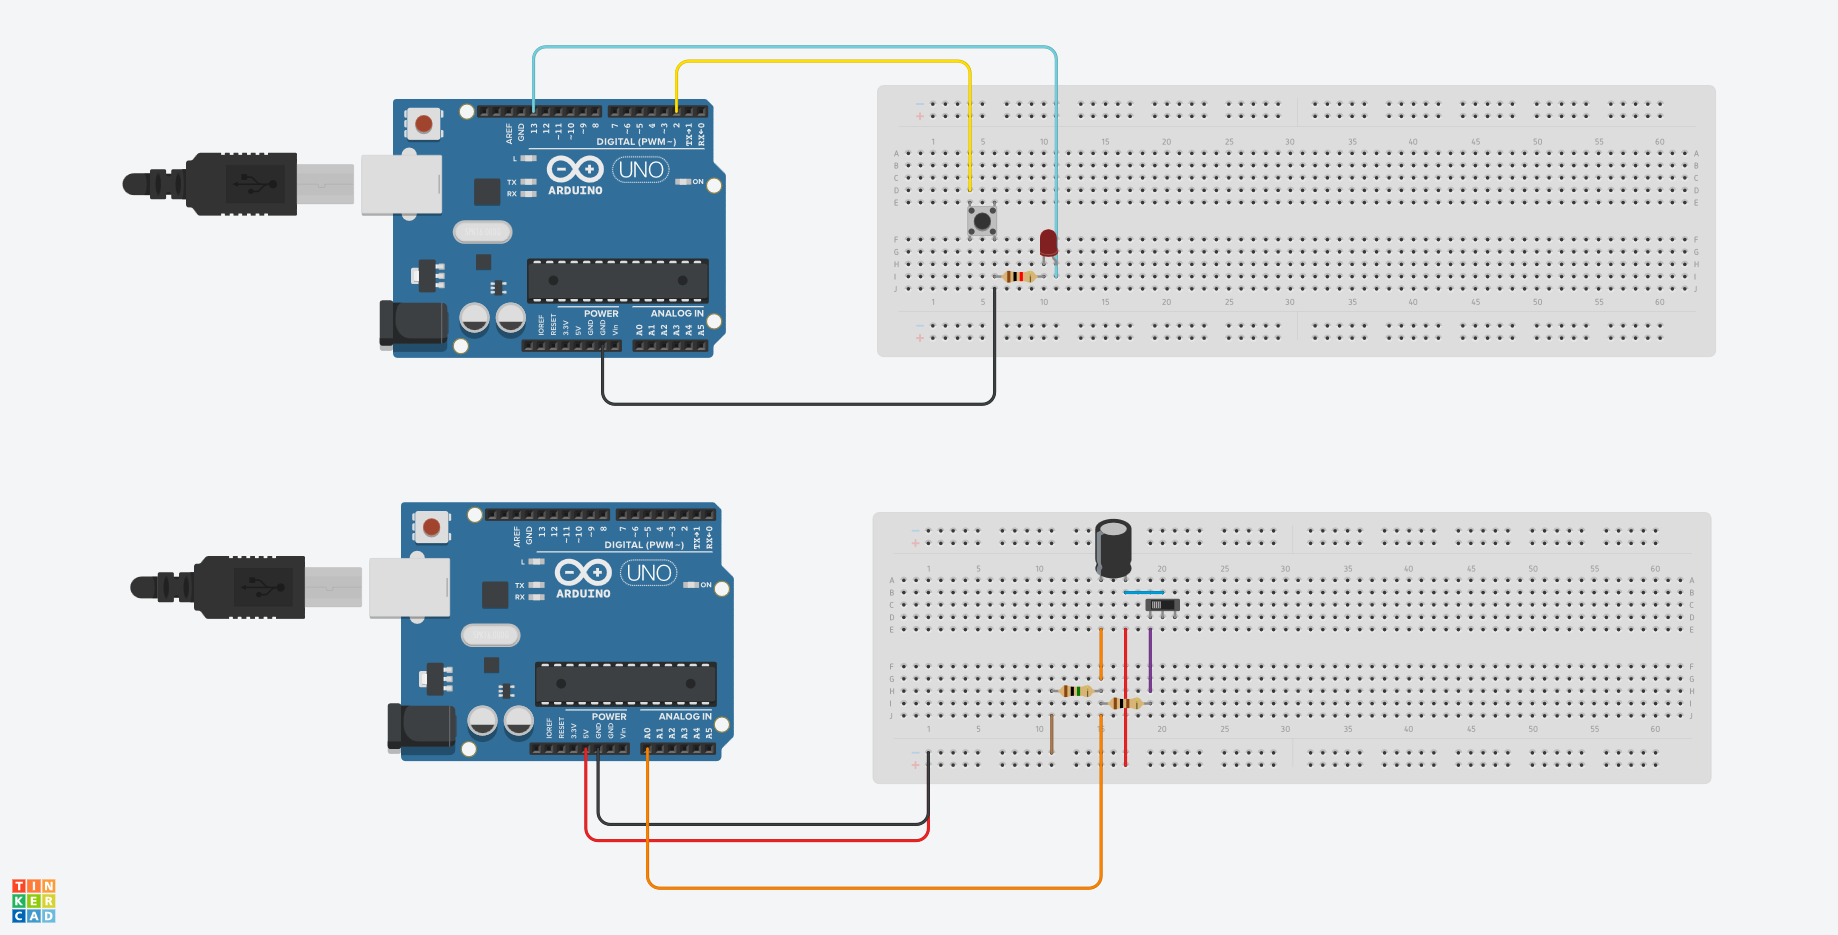 AREF GND 13 12 ~11 ~10 ~9 8 7 ~6 ~5 4 ~3 2 TX→1 RX←0
DIGITAL (PWM~)
L
TX
RX
UNO
ARDUINO
ON
IOREF RESET 3.3V 5V GND GND Vin
POWER
A0 A1 A2 A3 A4 A5
ANALOG IN
− +
1 5 10 15 20 25 30 35 40 45 50 55 60
A A
B B
C C
D D
E E
F F
G G
H H
I I
J J
1 5 10 15 20 25 30 35 40 45 50 55 60
− +
AREF GND 13 12 ~11 ~10 ~9 8 7 ~6 ~5 4 ~3 2 TX→1 RX←0
DIGITAL (PWM~)
L
TX
RX
UNO
ARDUINO
ON
IOREF RESET 3.3V 5V GND GND Vin
POWER
A0 A1 A2 A3 A4 A5
ANALOG IN
− +
1 5 10 20 25 30 35 40 45 50 55 60
A A
B B
C C
D D
E E
F F
G G
H H
I I
J J
1 5 10 15 20 25 30 35 40 45 50 55 60
− +
TIN
KER
CAD